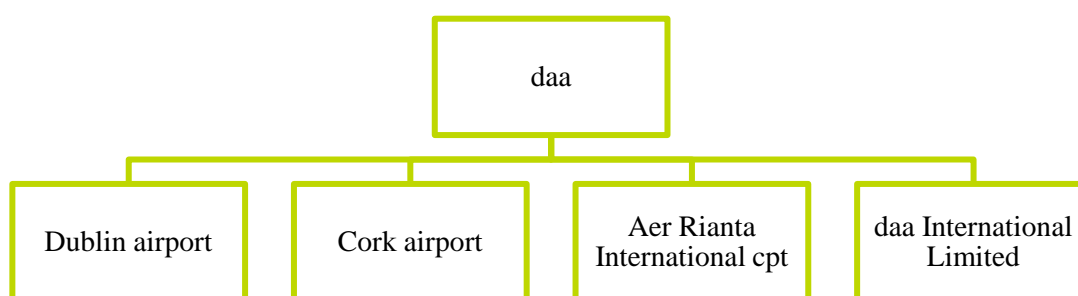 daa
Dublin airport
Cork airport
Aer Rianta
International cpt
daa International
Limited